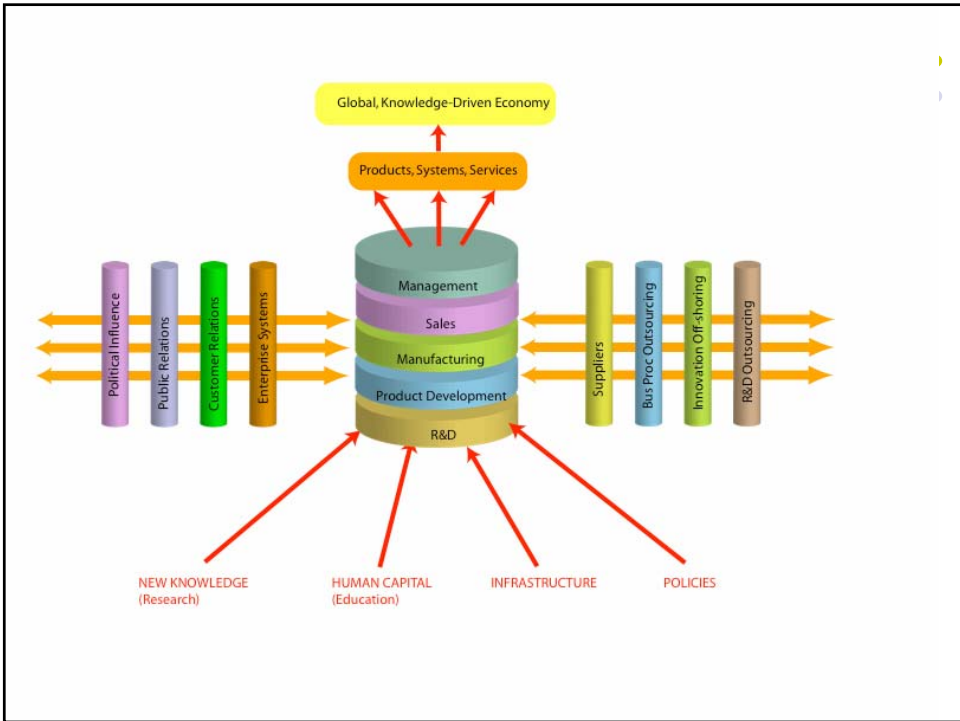 Global, Knowledge-Driven Economy
Products, Systems, Services
Political Influence
Public Relations
Customer Relations
Enterprise Systems
Management
Sales
Manufacturing
Product Development
R&D
Suppliers
Bus Proc Outsourcing
Innovation Off-shoring
R&D Outsourcing
NEW KNOWLEDGE
(Research)
HUMAN CAPITAL
(Education)
INFRASTRUCTURE
POLICIES